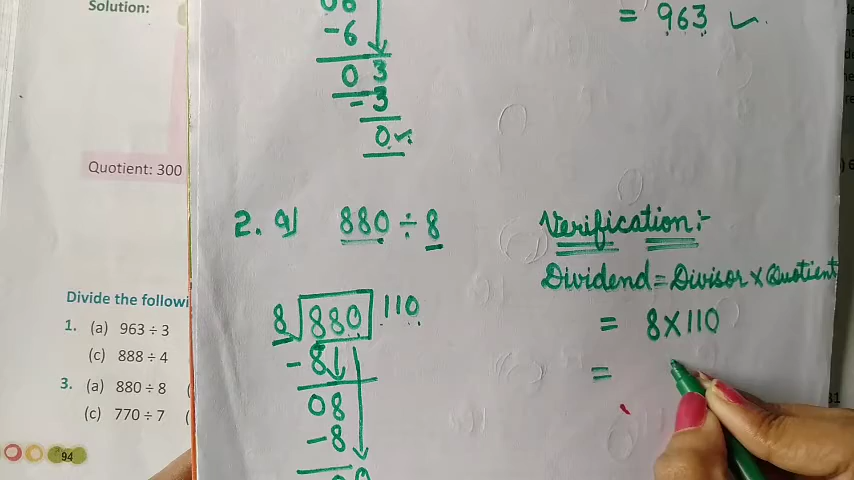 Solution:
Quotient: 300
Divide the followi
1. (a) 963 ÷ 3
(c) 888 ÷ 4
3. (a) 880 ÷ 8
(c) 770 ÷ 7
94
= 963 ✓
-6
03
-3
0
2. a) 880 ÷ 8
8 880 110
-8
08
-8
Verification:-
Dividend = Divisor × Quotient
= 8 × 110
=